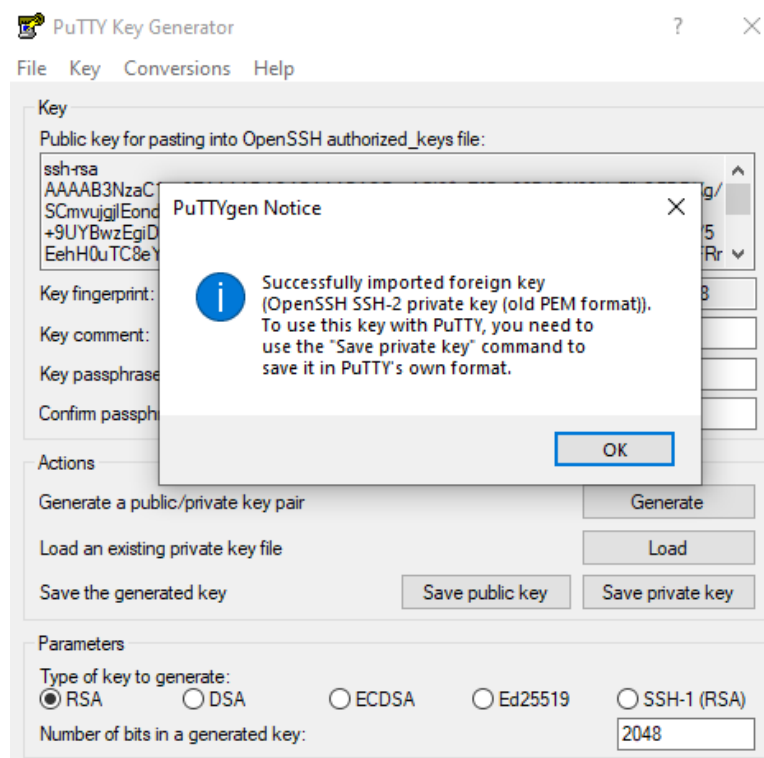 PuTTY Key Generator
File Key Conversions Help
Key
Public key for pasting into OpenSSH authorized_keys file:
ssh-rsa
PuTTYgen Notice
Successfully imported foreign key
(OpenSSH SSH-2 private key (old PEM format)).
To use this key with PuTTY, you need to
use the "Save private key" command to
save it in PuTTY's own format.
OK
Key fingerprint:
Key comment:
Key passphrase
Confirm
Actions
Generate a public/private key pair
Generate
Load an existing private key file
Load
Save the generated key
Save public key
Save private key
Parameters
Type of key to generate:
RSA DSA ECDSA Ed25519 SSH-1 (RSA)
Number of bits in a generated key:
2048